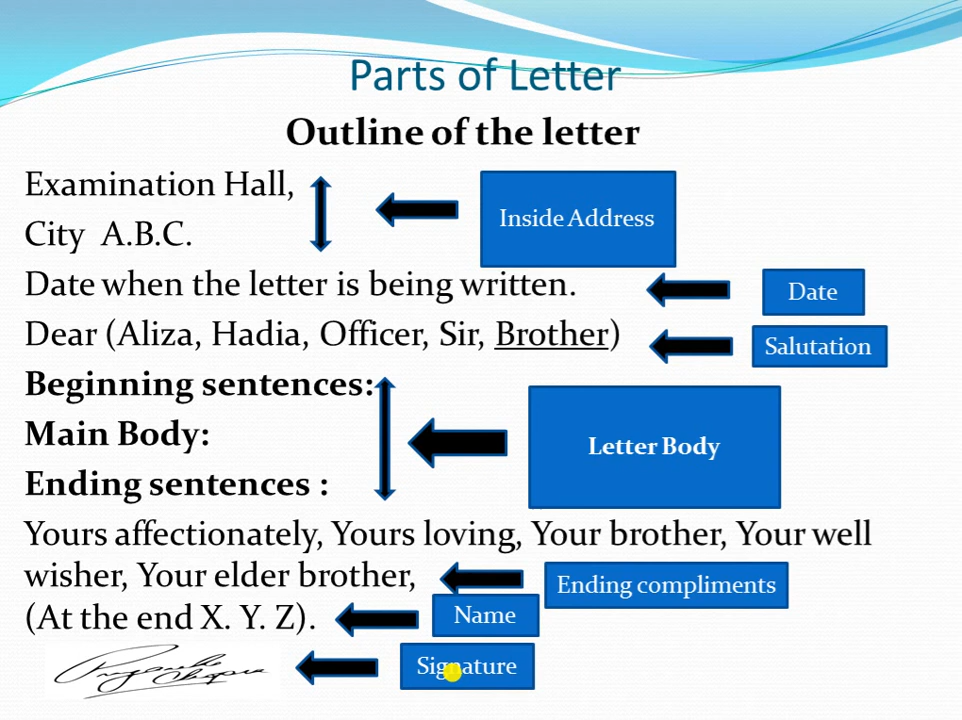 Parts of Letter
Outline of the letter
Examination Hall,
Inside Address
City A.B.C.
Date when the letter is being written.
Date
Dear (Aliza, Hadia, Officer, Sir, Brother)
Salutation
Beginning sentences:
Main Body:
Letter Body
Ending sentences :
Yours affectionately, Yours loving, Your brother, Your well
wisher, Your elder brother,
Ending compliments
(At the end X. Y. Z).
Name
Signature